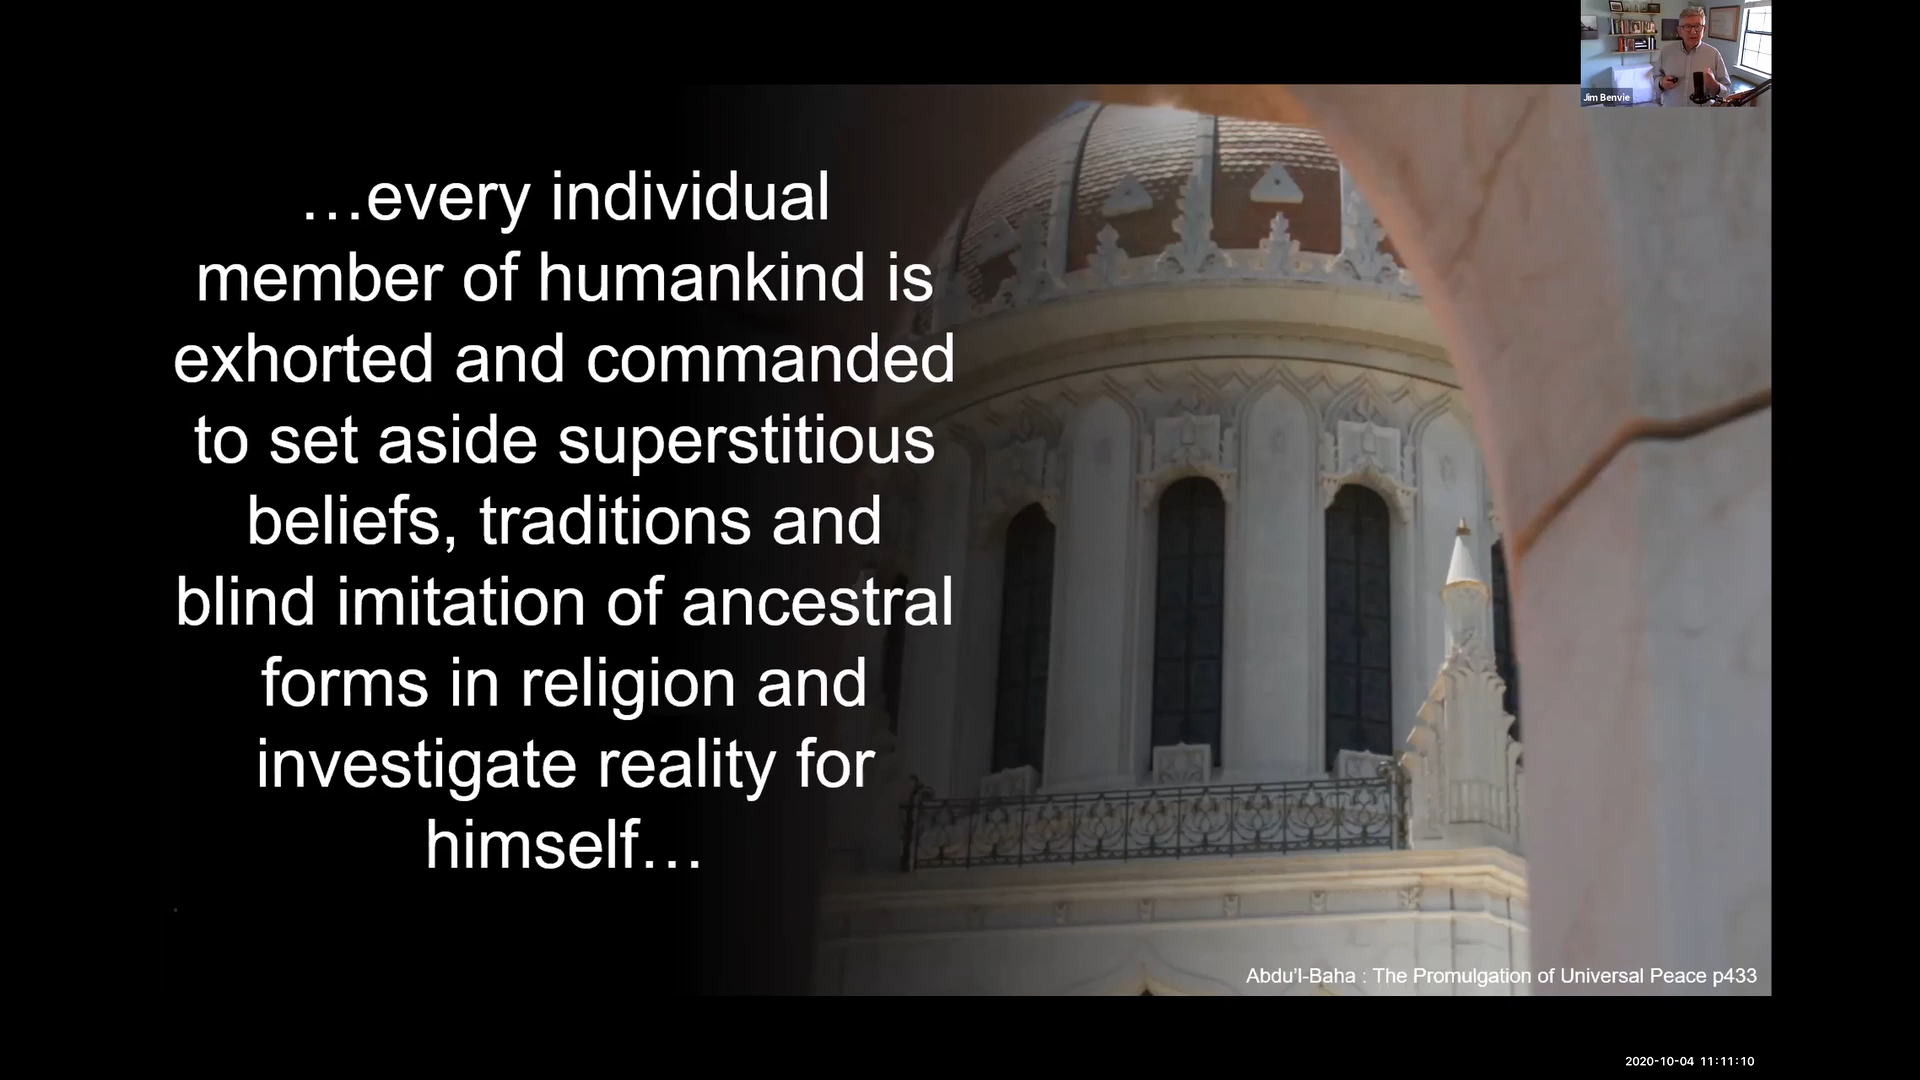 Jim Benvie
…every individual
member of humankind is
exhorted and commanded
to set aside superstitious
beliefs, traditions and
blind imitation of ancestral
forms in religion and
investigate reality for
himself…
Abdu'l-Baha : The Promulgation of Universal Peace p433
2020-10-04 11:11:10